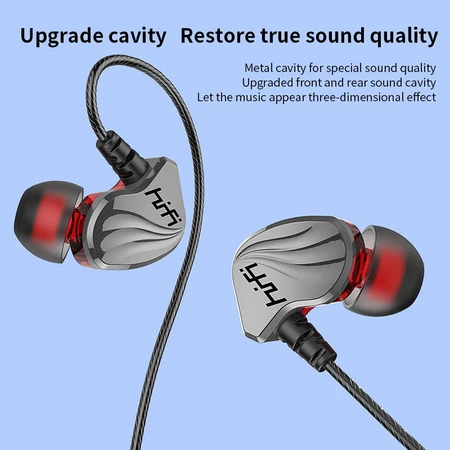 Upgrade cavity Restore true sound quality
Metal cavity for special sound quality
Upgraded front and rear sound cavity
Let the music appear three-dimensional effect
hifi
hifi